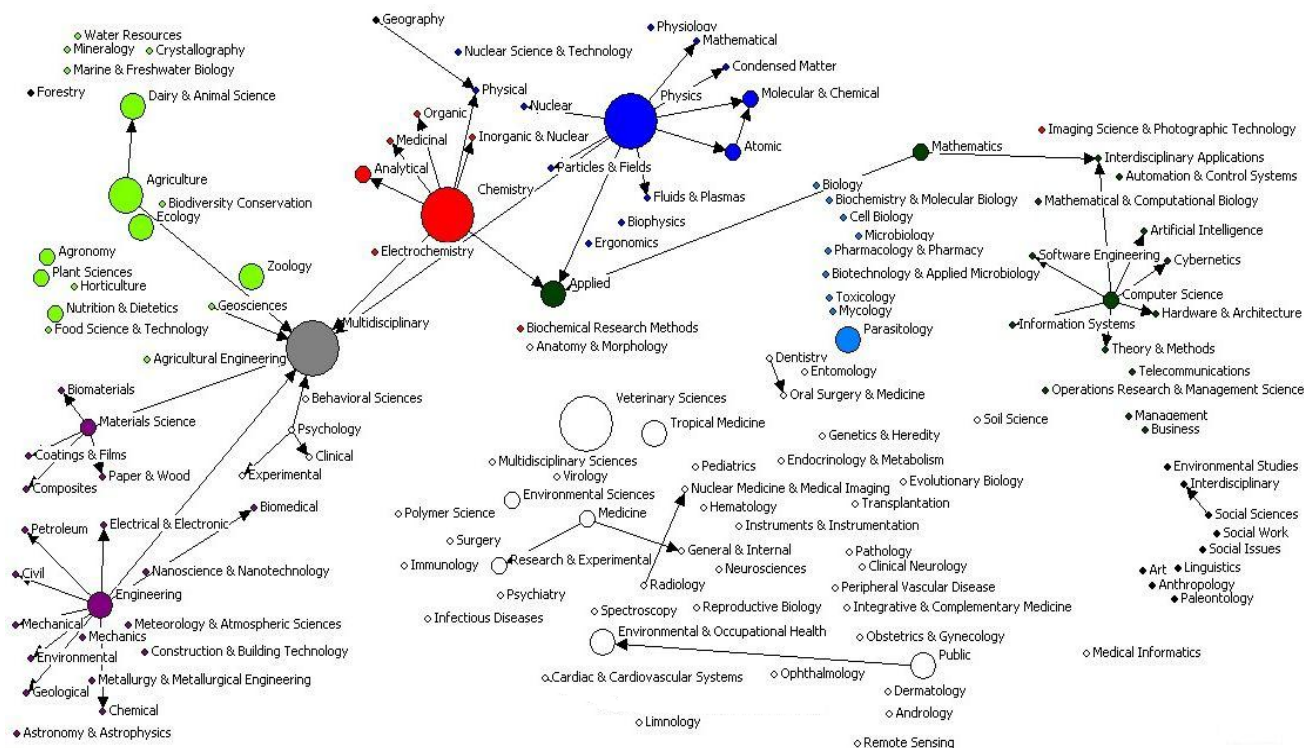 Geography
Physiology
Water Resources
Mathematical
Mineralogy
Crystallography
Nuclear Science & Technology
Condensed Matter
Marine & Freshwater Biology
Forestry
Dairy & Animal Science
Physical
Physics
Molecular & Chemical
Nuclear
Organic
Imaging Science & Photographic Technology
Medicinal
Inorganic & Nuclear
Atomic
Mathematics
Interdisciplinary Applications
Analytical
Particles & Fields
Automation & Control Systems
Agriculture
Chemistry
Biology
Biodiversity Conservation
Fluids & Plasmas
Biochemistry & Molecular Biology
Mathematical & Computational Biology
Ecology
Biophysics
Cell Biology
Artificial Intelligence
Microbiology
Ergonomics
Electrochemistry
Pharmacology & Pharmacy
Agronomy
Software Engineering
Cybernetics
Zoology
Plant Sciences
Biotechnology & Applied Microbiology
Horticulture
Applied
Computer Science
Toxicology
Nutrition & Dietetics
Geosciences
Mycology
Hardware & Architecture
Multidisciplinary
Information Systems
Food Science & Technology
Biochemical Research Methods
Parasitology
Anatomy & Morphology
Theory & Methods
Agricultural Engineering
Dentistry
Entomology
Telecommunications
Biomaterials
Oral Surgery & Medicine
Operations Research & Management Science
Behavioral Sciences
Veterinary Sciences
Materials Science
Tropical Medicine
Soil Science
Management
Psychology
Genetics & Heredity
Business
Coatings & Films
Clinical
Multidisciplinary Sciences
Pediatrics
Endocrinology & Metabolism
Environmental Studies
Paper & Wood
Experimental
Virology
Evolutionary Biology
Interdisciplinary
Composites
Environmental Sciences
Nuclear Medicine & Medical Imaging
Hematology
Transplantation
Biomedical
Polymer Science
Medicine
Social Sciences
Petroleum
Electrical & Electronic
Instruments & Instrumentation
Social Work
Surgery
General & Internal
Pathology
Social Issues
Immunology
Research & Experimental
Neurosciences
Clinical Neurology
Civil
Nanoscience & Nanotechnology
Art
Linguistics
Engineering
Psychiatry
Radiology
Peripheral Vascular Disease
Anthropology
Paleontology
Spectroscopy
Reproductive Biology
Integrative & Complementary Medicine
Mechanical
Meteorology & Atmospheric Sciences
Infectious Diseases
Mechanics
Environmental & Occupational Health
Obstetrics & Gynecology
Environmental
Construction & Building Technology
Public
Medical Informatics
Cardiac & Cardiovascular Systems
Ophthalmology
Geological
Metallurgy & Metallurgical Engineering
Dermatology
Chemical
Andrology
Limnology
Astronomy & Astrophysics
Remote Sensing